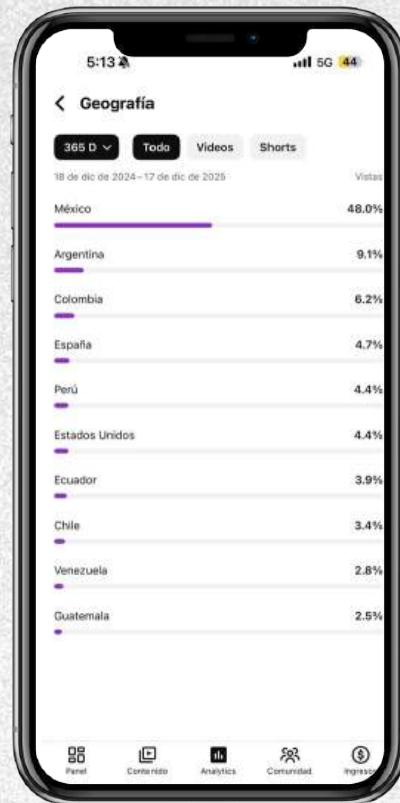 5:13
5G 44
Geografía
365 D Todo Videos Shorts
18 de dic de 2024–17 de dic de 2025 Vistas
México 48.0%
Argentina 9.1%
Colombia 6.2%
España 4.7%
Perú 4.4%
Estados Unidos 4.4%
Ecuador 3.9%
Chile 3.4%
Venezuela 2.8%
Guatemala 2.5%
Panel Contenido Analytics Comunidad Ingresos